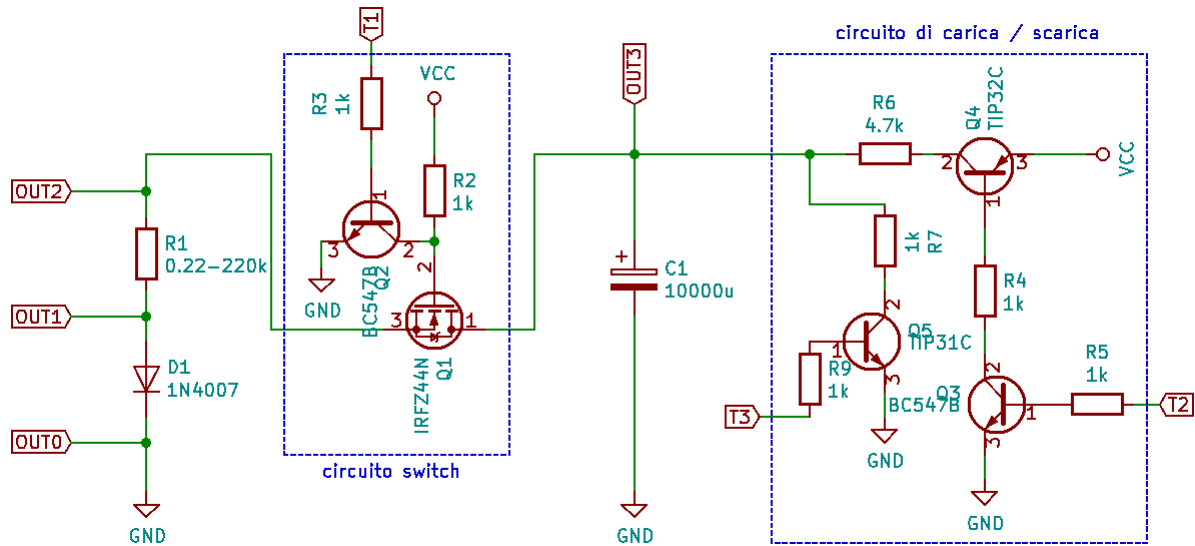 circuito di carica / scarica
T1
OUT3
VCC
R3
1k
R6
4.7k
Q4
TIP32C
2
3
VCC
1
R2
1k
1
OUT2
3
2
R1
0.22-220k
GND
BC547B
Q2
2
1k
R7
C1
10000u
R4
1k
OUT1
3
1
IRFZ44N
Q1
2
Q5
TIP31C
1
R9
1k
3
D1
1N4007
2
Q3
BC547B
1
R5
1k
T3
T2
OUT0
3
GND
circuito switch
GND
GND
GND